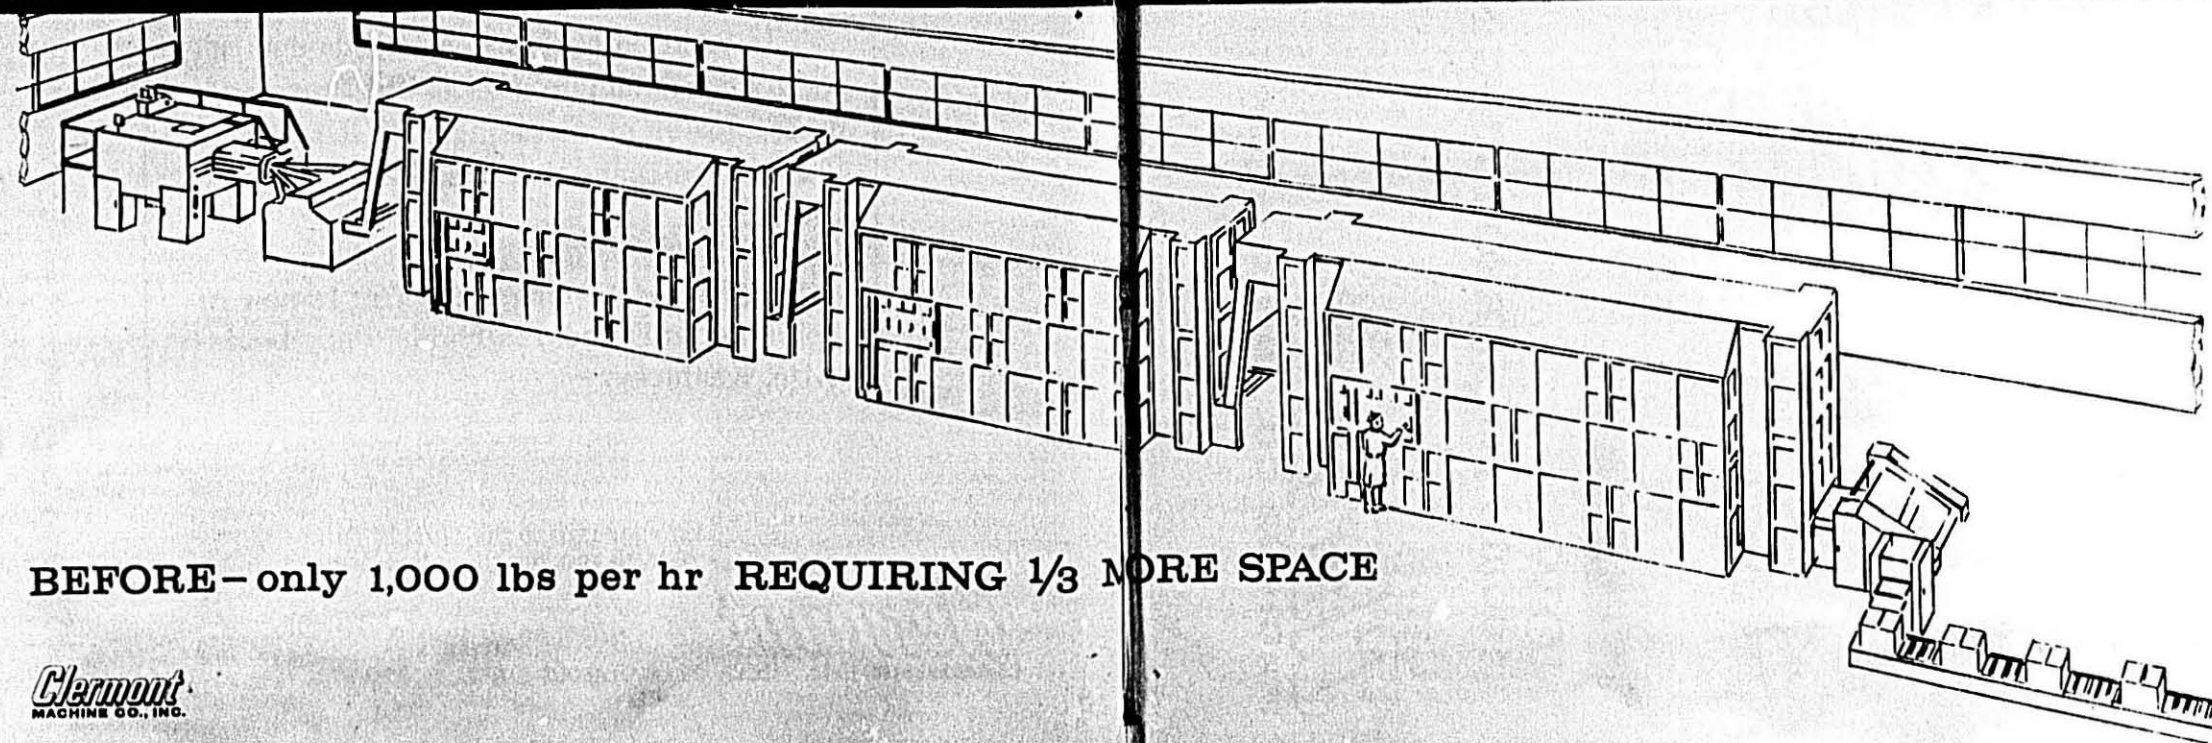 BEFORE – only 1,000 lbs per hr REQUIRING 1/3 MORE SPACE
Clermont
MACHINE CO., INC.